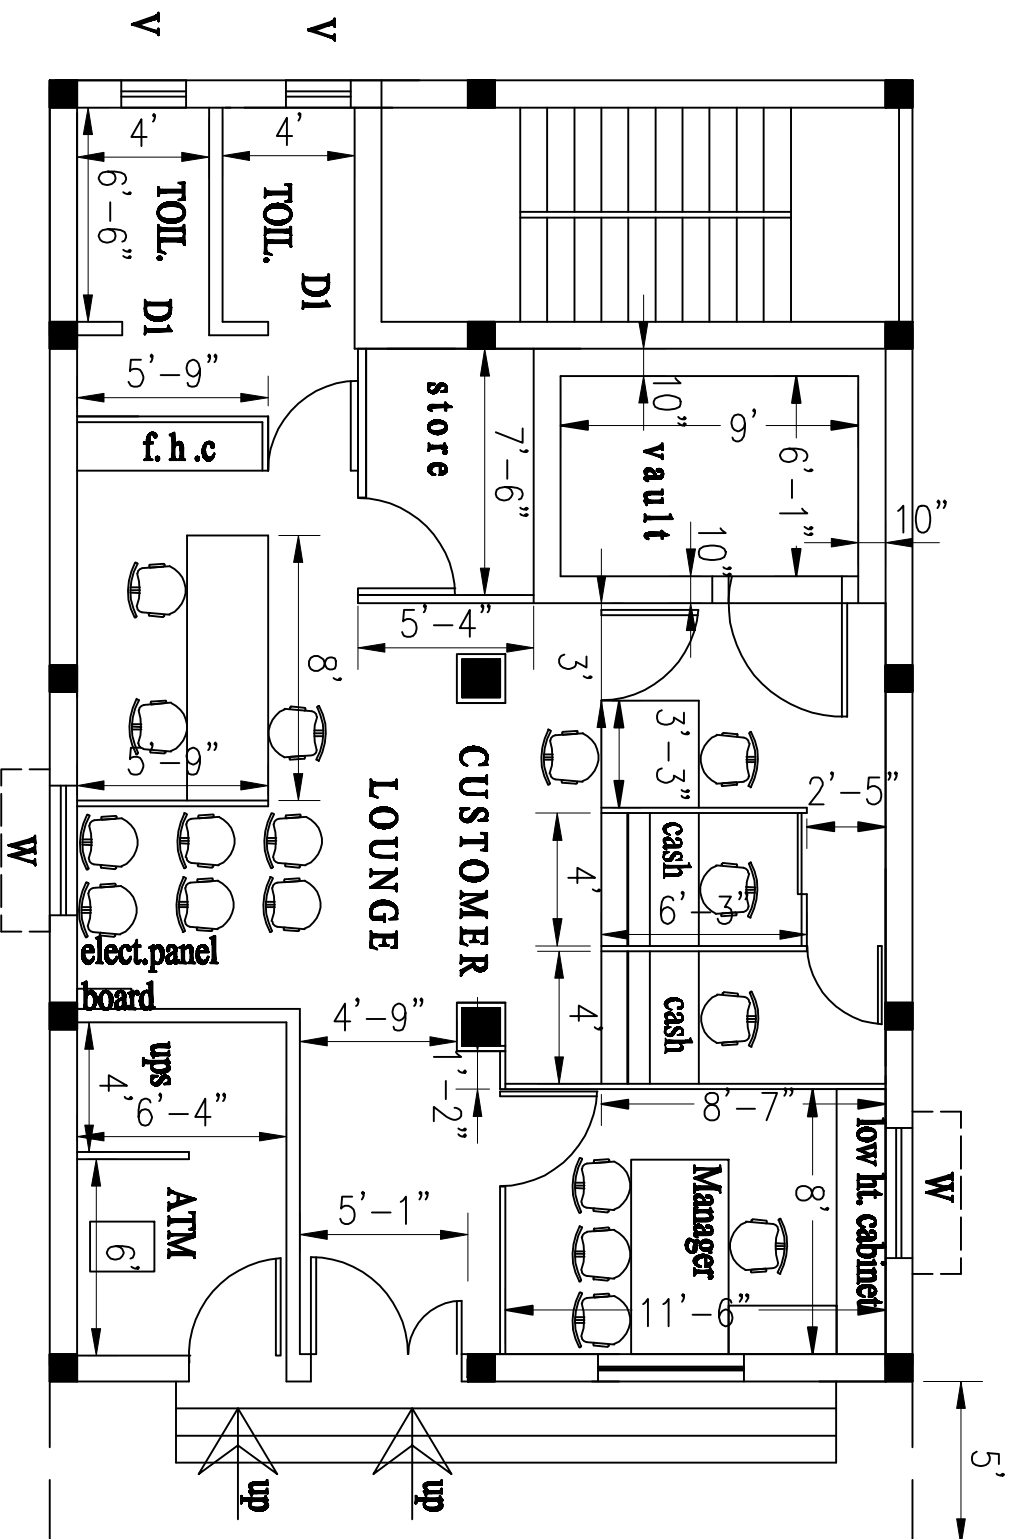 V
V
4'
4'
6'-6"
TOIL.
TOIL.
D1
D1
5'-9"
f.h.c
store
7'-6"
10"
9'
6'-1"
vault
10"
10"
5'-4"
3'
8'
5'-9"
3'-3"
2'-5"
W
CUSTOMER
LOUNGE
cash
4'
6'-3"
elect.panel
board
cash
4'
4'-9"
1'-2"
ups
4'
6'-4"
8'-7"
low ht. cabinet
W
5'-1"
Manager
8'
ATM
6'
11'-6"
up
up
5'